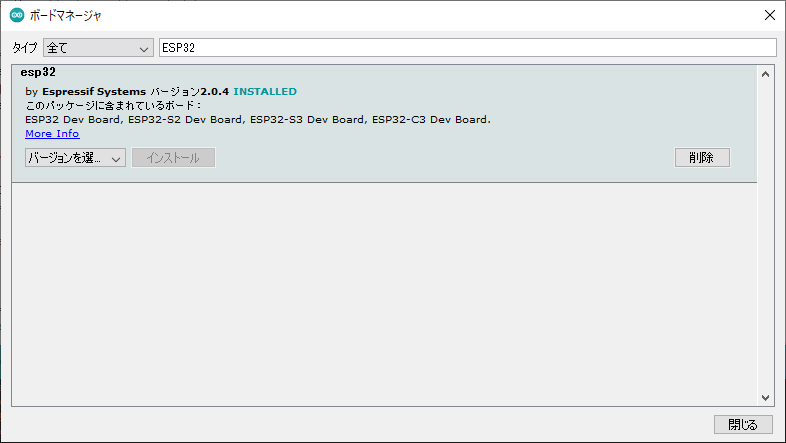 ボードマネージャ
タイプ 全て ESP32
esp32
by Espressif Systems バージョン2.0.4 INSTALLED
このパッケージに含まれているボード：
ESP32 Dev Board, ESP32-S2 Dev Board, ESP32-S3 Dev Board, ESP32-C3 Dev Board.
More Info
バージョンを選... インストール 削除
閉じる